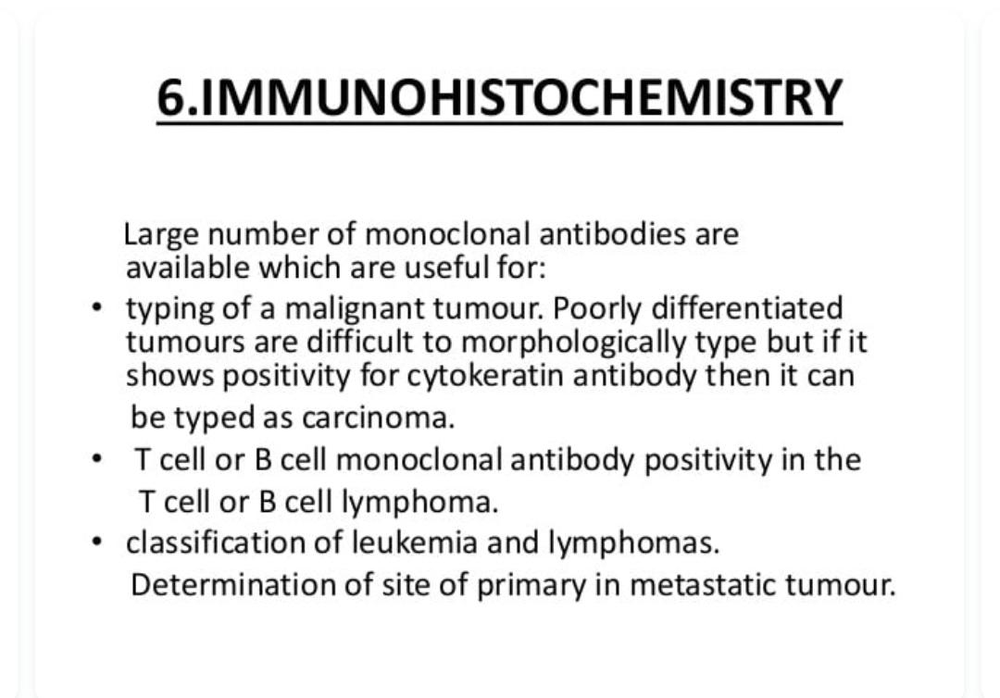 6.IMMUNOHISTOCHEMISTRY
Large number of monoclonal antibodies are
available which are useful for:
• typing of a malignant tumour. Poorly differentiated
tumours are difficult to morphologically type but if it
shows positivity for cytokeratin antibody then it can
be typed as carcinoma.
• T cell or B cell monoclonal antibody positivity in the
T cell or B cell lymphoma.
• classification of leukemia and lymphomas.
Determination of site of primary in metastatic tumour.